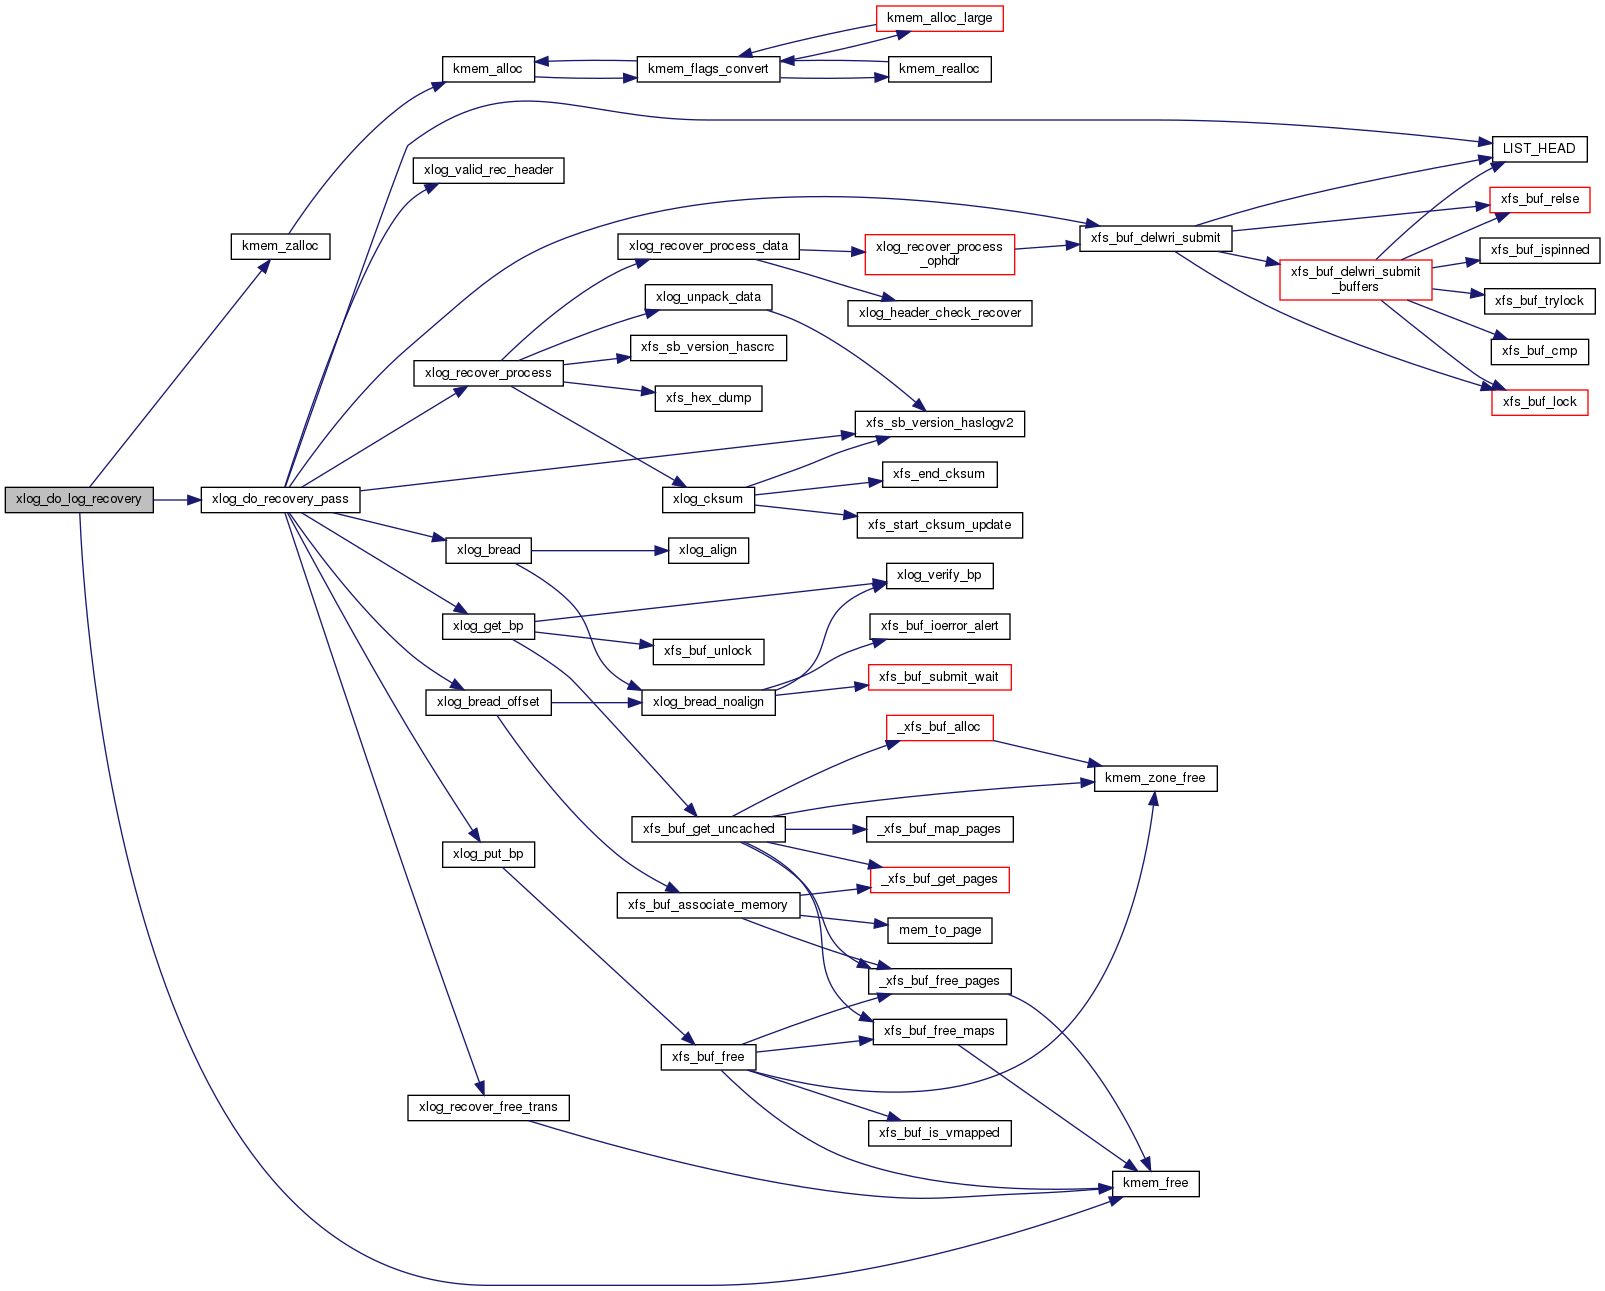 kmem_alloc_large
kmem_alloc
kmem_flags_convert
kmem_realloc
LIST_HEAD
xlog_valid_rec_header
xfs_buf_relse
kmem_zalloc
xlog_recover_process_data
xlog_recover_process
_ophdr
xfs_buf_delwri_submit
xfs_buf_ispinned
xfs_buf_delwri_submit
_buffers
xlog_unpack_data
xlog_header_check_recover
xfs_buf_trylock
xfs_sb_version_hascrc
xfs_buf_cmp
xlog_recover_process
xfs_hex_dump
xfs_buf_lock
xfs_sb_version_haslogv2
xfs_end_cksum
xlog_do_log_recovery
xlog_do_recovery_pass
xlog_cksum
xfs_start_cksum_update
xlog_bread
xlog_align
xlog_verify_bp
xlog_get_bp
xfs_buf_ioerror_alert
xfs_buf_unlock
xfs_buf_submit_wait
xlog_bread_offset
xlog_bread_noalign
_xfs_buf_alloc
kmem_zone_free
xfs_buf_get_uncached
_xfs_buf_map_pages
xlog_put_bp
_xfs_buf_get_pages
xfs_buf_associate_memory
mem_to_page
_xfs_buf_free_pages
xfs_buf_free_maps
xfs_buf_free
xlog_recover_free_trans
xfs_buf_is_vmapped
kmem_free